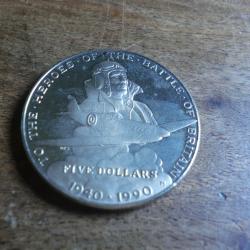 TO·THE·HEROES·OF·THE·BATTLE·OF·BRITAIN
FIVE DOLLARS
1940-1990